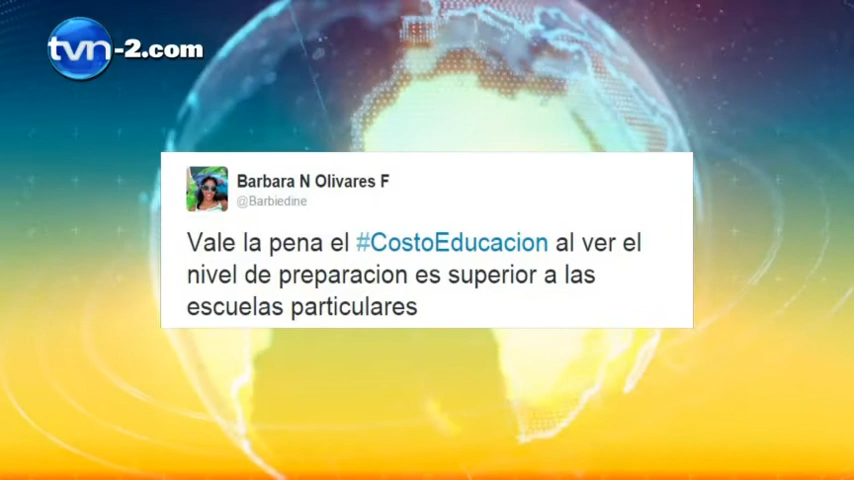 tvn-2.com
Barbara N Olivares F
@Barbiedine
Vale la pena el #CostoEducacion al ver el
nivel de preparacion es superior a las
escuelas particulares